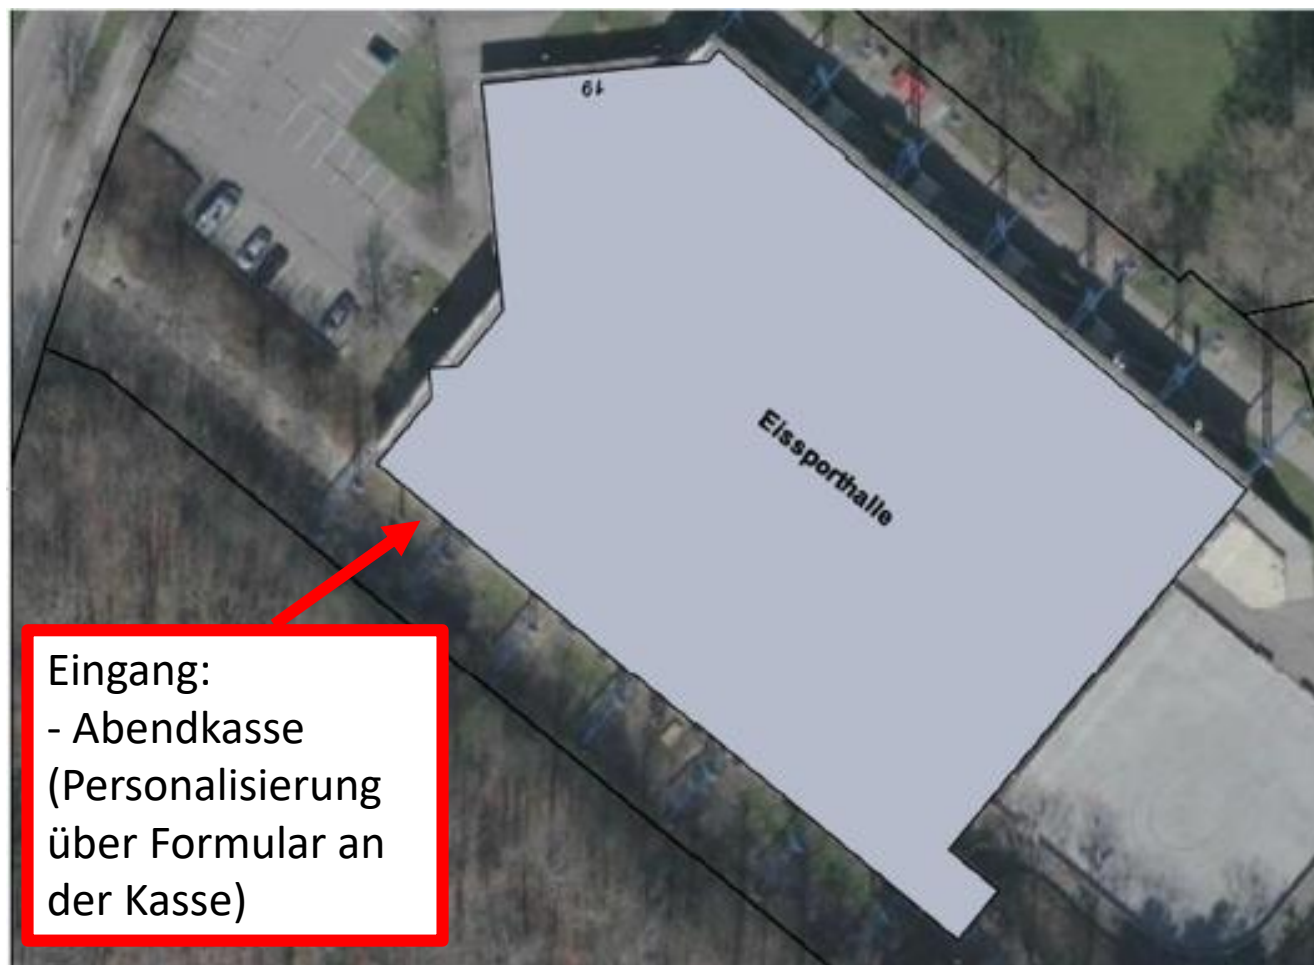 19
Eissporthalle
Eingang:
- Abendkasse
(Personalisierung
über Formular an
der Kasse)